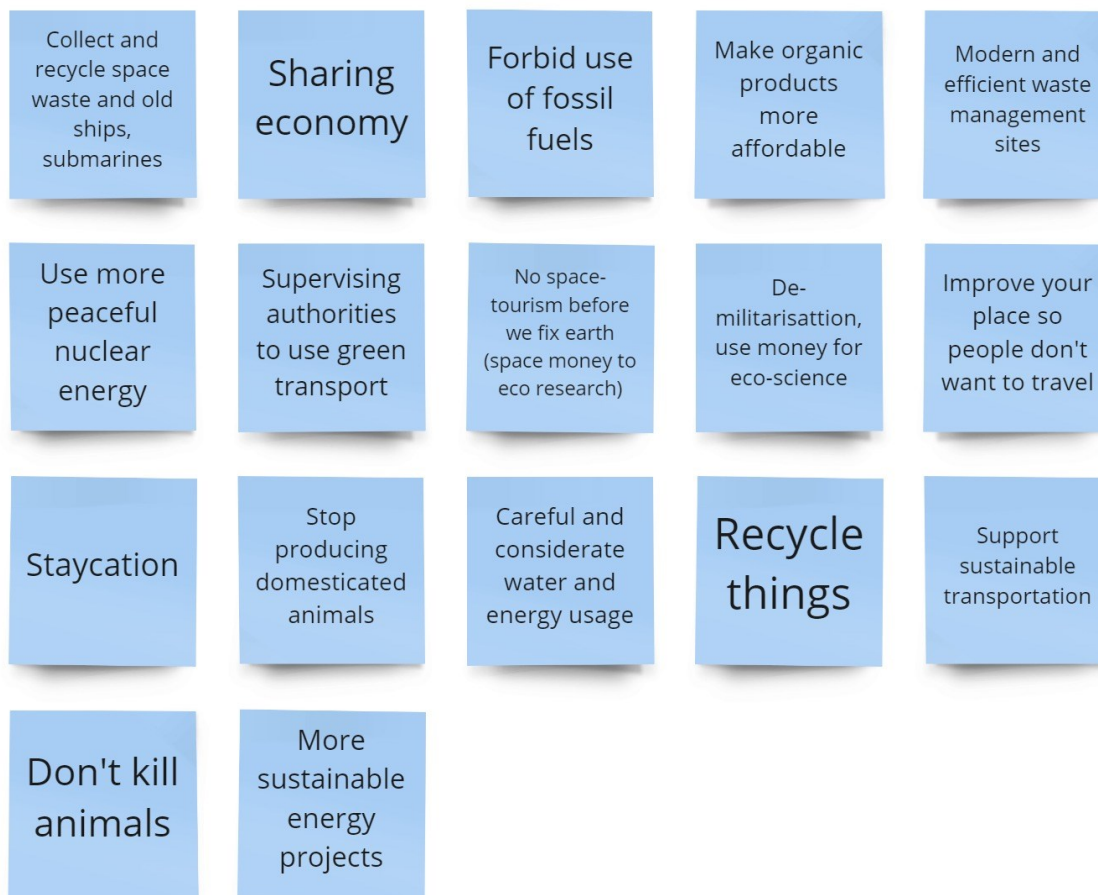 Collect and
recycle space
waste and old
ships,
submarines
Sharing
economy
Forbid use
of fossil
fuels
Make organic
products
more
affordable
Modern and
efficient waste
management
sites
Use more
peaceful
nuclear
energy
Supervising
authorities
to use green
transport
No space-
tourism before
we fix earth
(space money to
eco research)
De-
militarisattion,
use money for
eco-science
Improve your
place so
people don't
want to travel
Staycation
Stop
producing
domesticated
animals
Careful and
considerate
water and
energy usage
Recycle
things
Support
sustainable
transportation
Don't kill
animals
More
sustainable
energy
projects